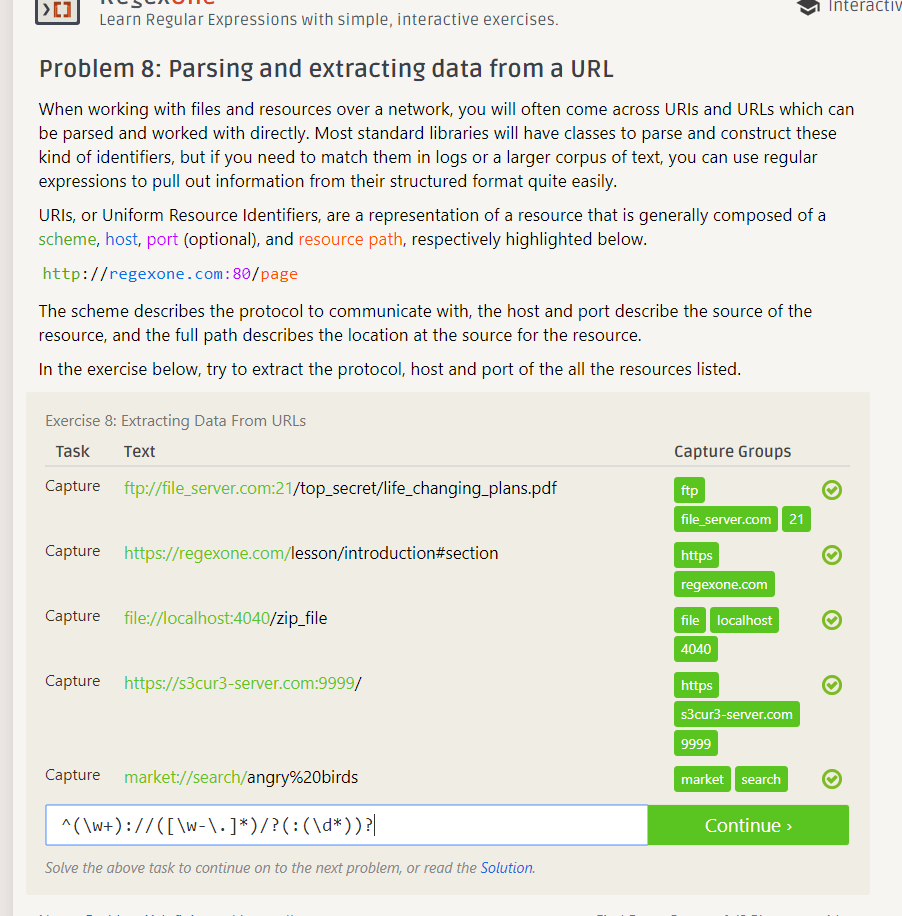 RegexOne
Learn Regular Expressions with simple, interactive exercises.
Interactiv
Problem 8: Parsing and extracting data from a URL
When working with files and resources over a network, you will often come across URIs and URLs which can
be parsed and worked with directly. Most standard libraries will have classes to parse and construct these
kind of identifiers, but if you need to match them in logs or a larger corpus of text, you can use regular
expressions to pull out information from their structured format quite easily.
URIs, or Uniform Resource Identifiers, are a representation of a resource that is generally composed of a
scheme, host, port (optional), and resource path, respectively highlighted below.
http://regexone.com:80/page
The scheme describes the protocol to communicate with, the host and port describe the source of the
resource, and the full path describes the location at the source for the resource.
In the exercise below, try to extract the protocol, host and port of the all the resources listed.
Exercise 8: Extracting Data From URLs
Task Text Capture Groups
Capture ftp://file_server.com:21/top_secret/life_changing_plans.pdf ftp
file_server.com 21
Capture https://regexone.com/lesson/introduction#section https
regexone.com
Capture file://localhost:4040/zip_file file localhost
4040
Capture https://s3cur3-server.com:9999/ https
s3cur3-server.com
9999
Capture market://search/angry%20birds market search
^(\w+)://([\w-\.]*)/?(:(\d*))? Continue ›
Solve the above task to continue on to the next problem, or read the Solution.